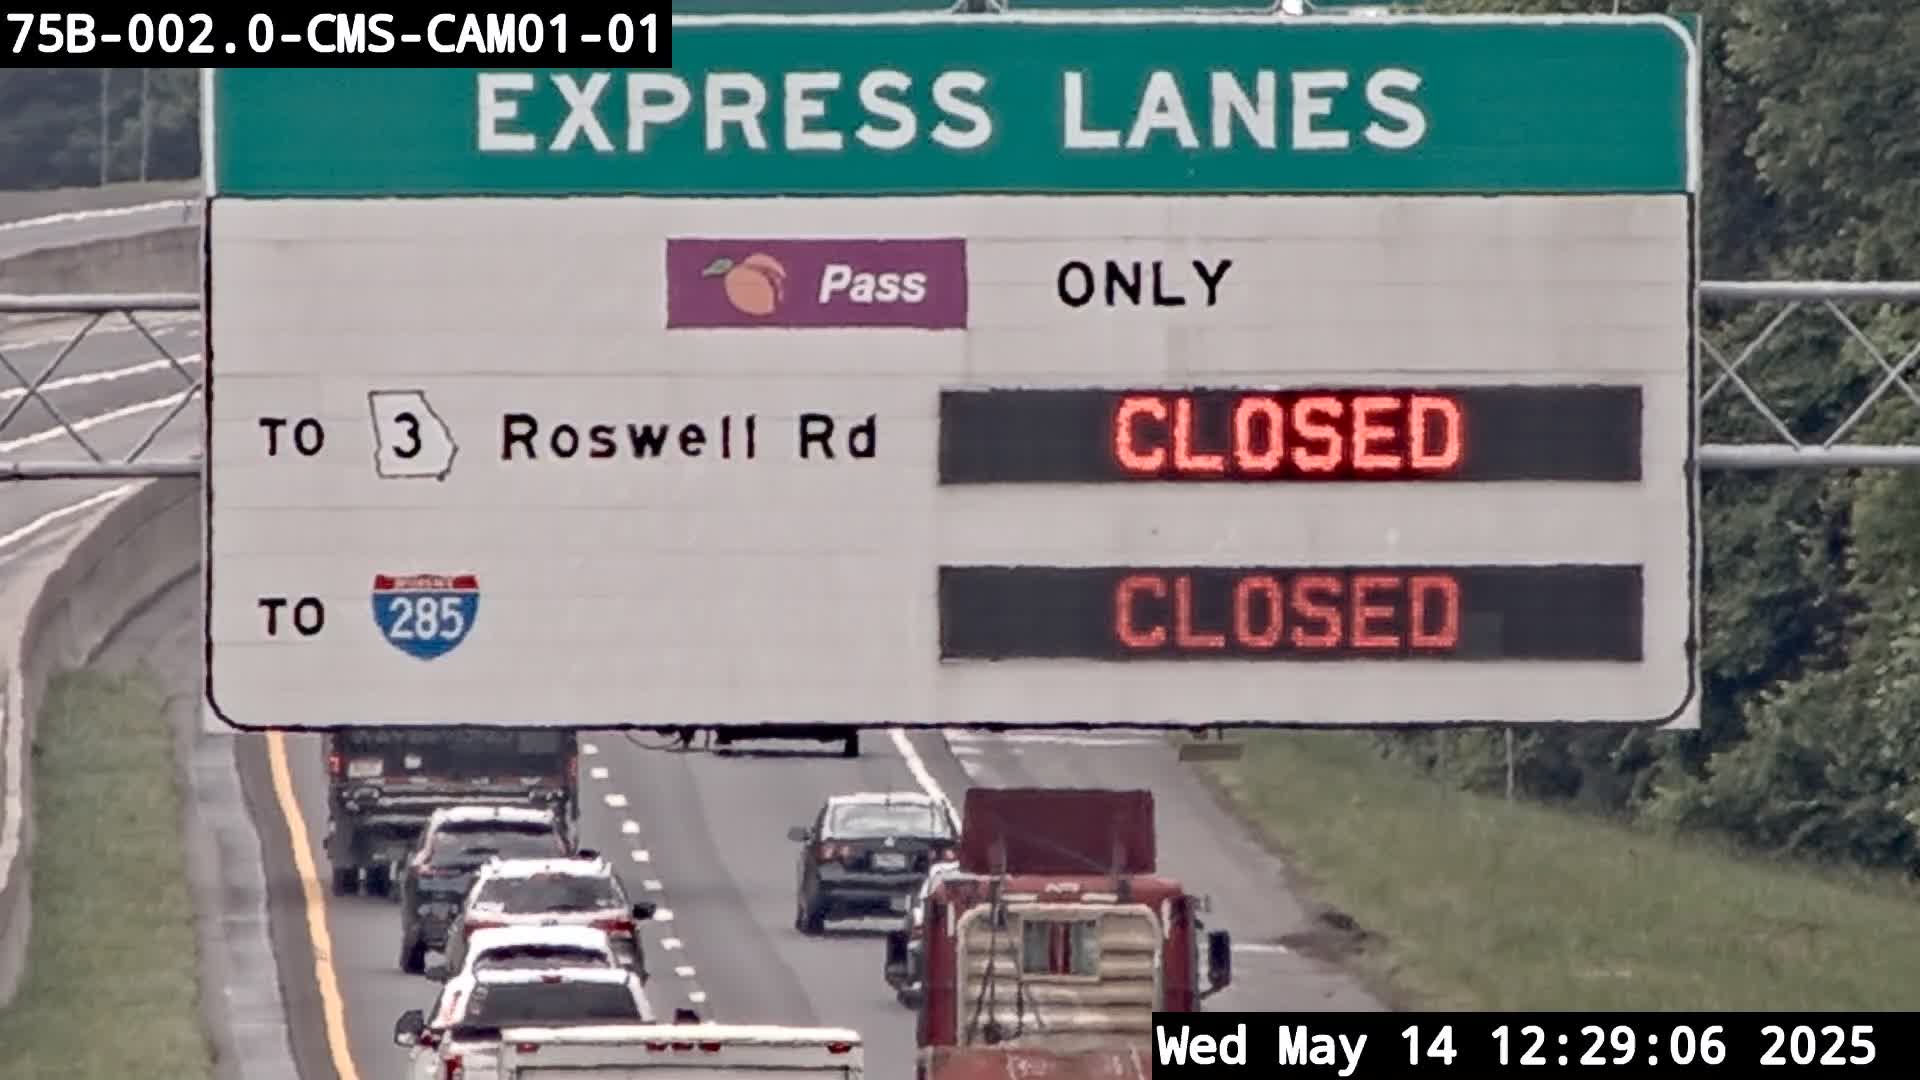 75B-002.0-CMS-CAM01-01
EXPRESS LANES
Pass ONLY
TO 3 Roswell Rd CLOSED
TO 285 CLOSED
Wed May 14 12:29:06 2025